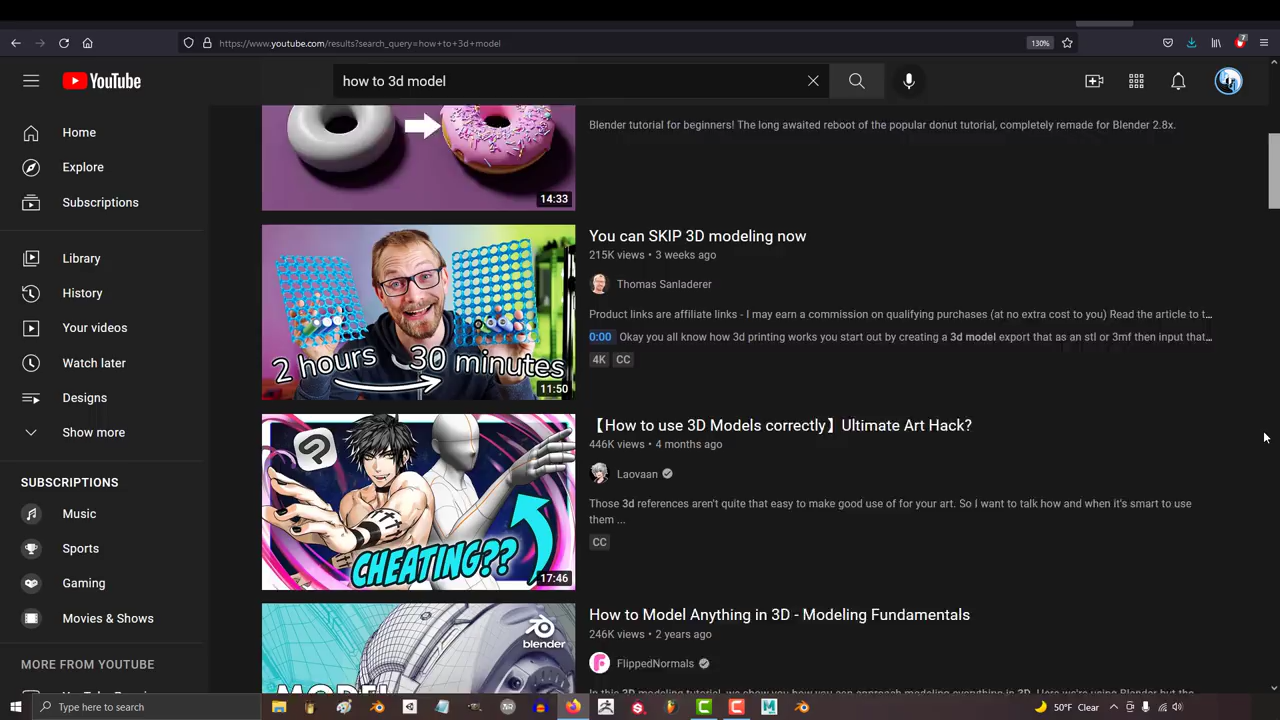 https://www.youtube.com/results?search_query=how+to+3d+model
130%
7
YouTube
how to 3d model
Home
Explore
Subscriptions
Library
History
Your videos
Watch later
Designs
Show more
SUBSCRIPTIONS
Music
Sports
Gaming
Movies & Shows
MORE FROM YOUTUBE
14:33
Blender tutorial for beginners! The long awaited reboot of the popular donut tutorial, completely remade for Blender 2.8x.
2 hours 30 minutes
11:50
You can SKIP 3D modeling now
215K views • 3 weeks ago
Thomas Sanladerer
Product links are affiliate links - I may earn a commission on qualifying purchases (at no extra cost to you) Read the article to t...
0:00 Okay you all know how 3d printing works you start out by creating a 3d model export that as an stl or 3mf then input that...
4K CC
CHEATING??
17:46
【How to use 3D Models correctly】Ultimate Art Hack?
446K views • 4 months ago
Laovaan
Those 3d references aren't quite that easy to make good use of for your art. So I want to talk how and when it's smart to use
them ...
CC
blender
How to Model Anything in 3D - Modeling Fundamentals
246K views • 2 years ago
FlippedNormals
Type here to search
50°F Clear